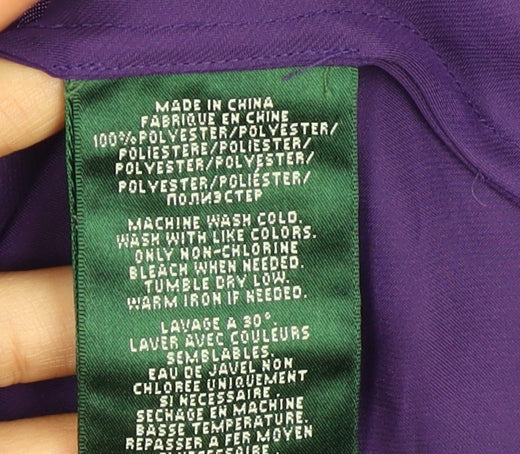 MADE IN CHINA
FABRIQUE EN CHINE
100% POLYESTER/POLYESTER/
POLIESTERE/POLIESTER/
POLYESTER/POLYESTER/
POLYESTER/POLIÉSTER/
ПОЛИЭСТЕР
MACHINE WASH COLD.
WASH WITH LIKE COLORS.
ONLY NON-CHLORINE
BLEACH WHEN NEEDED.
TUMBLE DRY LOW.
WARM IRON IF NEEDED.
LAVAGE A 30°
LAVER AVEC COULEURS
SEMBLABLES.
EAU DE JAVEL NON
CHLORÉE UNIQUEMENT
SI NECESSAIRE.
SECHAGE EN MACHINE
BASSE TEMPERATURE.
REPASSER A FER MOYEN
SI NECESSAIRE